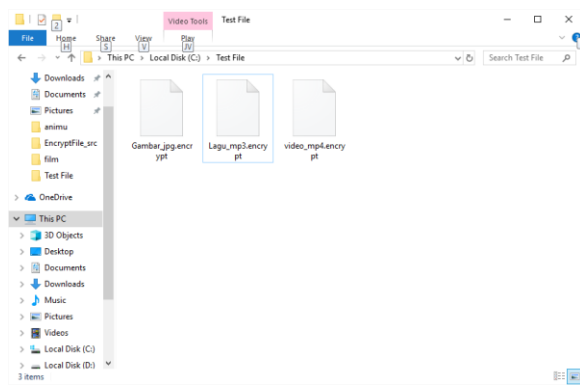 2
Video Tools Test File
File Home Share View Play
H S V JV
This PC > Local Disk (C:) > Test File
Search Test File
Downloads
Documents
Pictures
animu
EncryptFile_src
film
Test File
OneDrive
This PC
3D Objects
Desktop
Documents
Downloads
Music
Pictures
Videos
Local Disk (C:)
Local Disk (D:)
Gambar_jpg.encr
ypt
Lagu_mp3.encry
pt
video_mp4.encry
pt
3 items